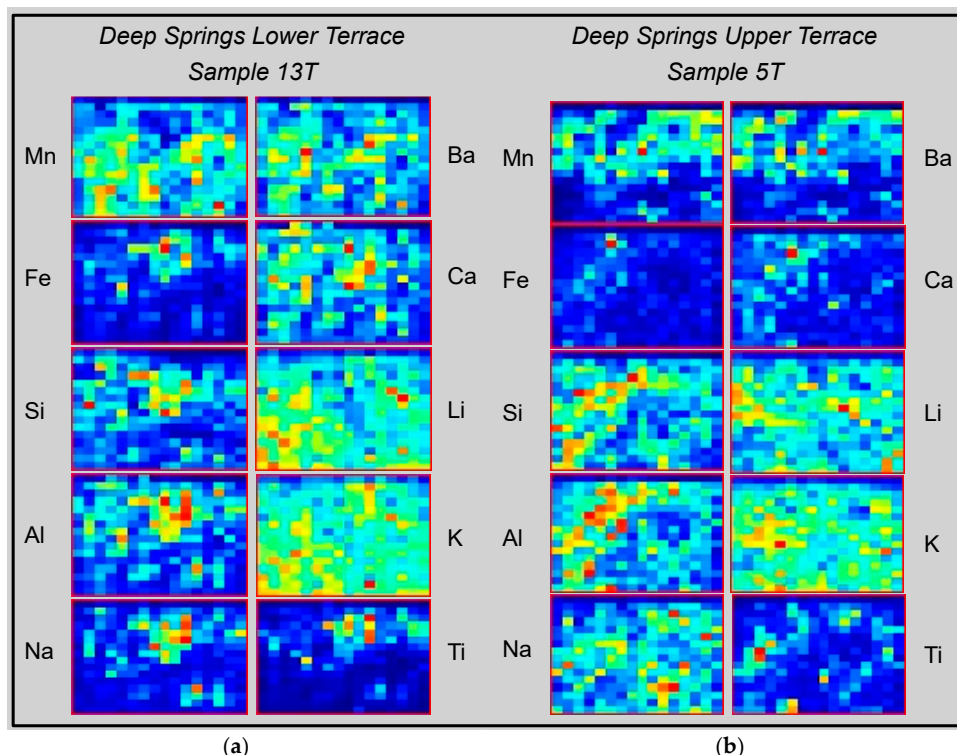 Deep Springs Lower Terrace
Sample 13T
Mn
Ba
Fe
Ca
Si
Li
Al
K
Na
Ti
Deep Springs Upper Terrace
Sample 5T
Mn
Ba
Fe
Ca
Si
Li
Al
K
Na
Ti
(a)
(b)